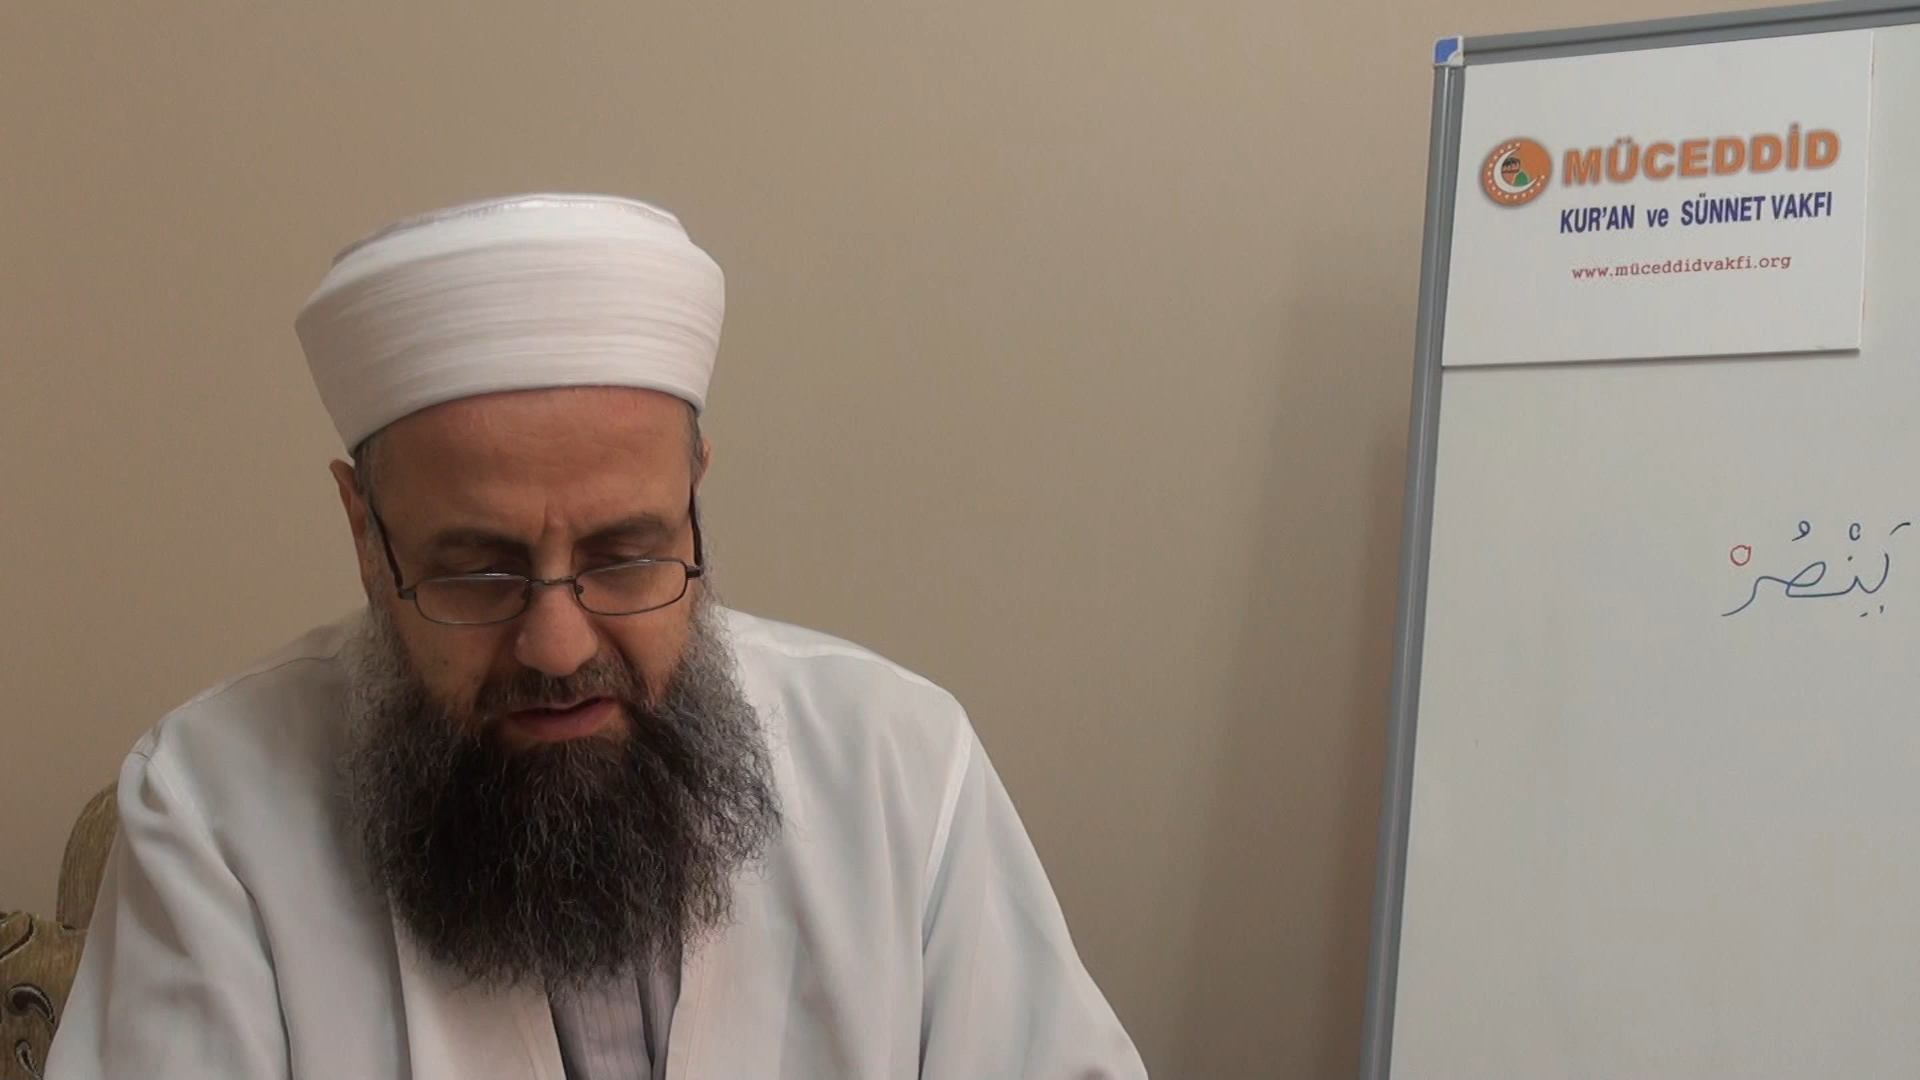 MÜCEDDİD
KUR'AN ve SÜNNET VAKFI
www.müceddidvakfi.org
يَنْصُرْ